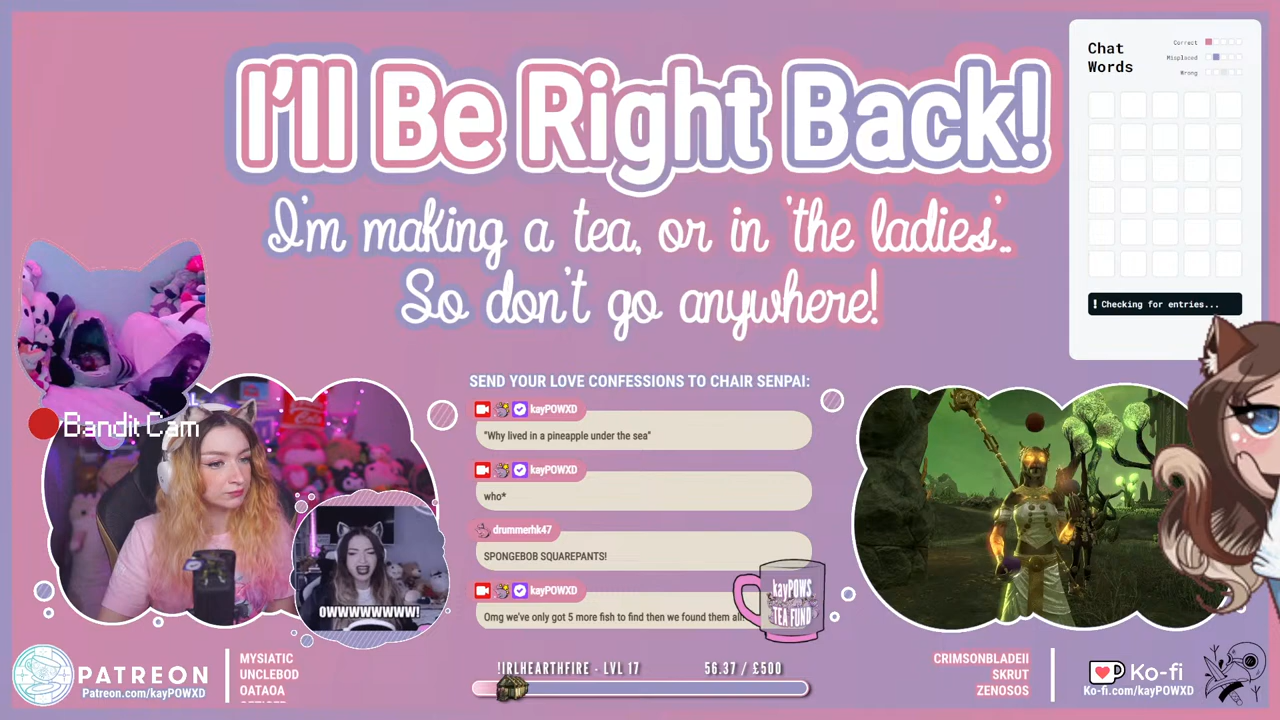 I'll Be Right Back!
I'm making a tea, or in 'the ladies'..
So don't go anywhere!
Chat
Words
Correct
Misplaced
Wrong
! Checking for entries...
Bandit Cam
OWWWWWWWW!
SEND YOUR LOVE CONFESSIONS TO CHAIR SENPAI:
kayPOWXD
"Why lived in a pineapple under the sea"
kayPOWXD
who*
drummerhk47
SPONGEBOB SQUAREPANTS!
kayPOWXD
Omg we've only got 5 more fish to find then we found them all
kayPOWS
TEA FUND
!IRLHEARTHFIRE - LVL 17
56.37 / £500
PATREON
Patreon.com/kayPOWXD
MYSIATIC
UNCLEBOD
OATAOA
CRIMSONBLADEII
SKRUT
ZENOSOS
Ko-fi
Ko-fi.com/kayPOWXD